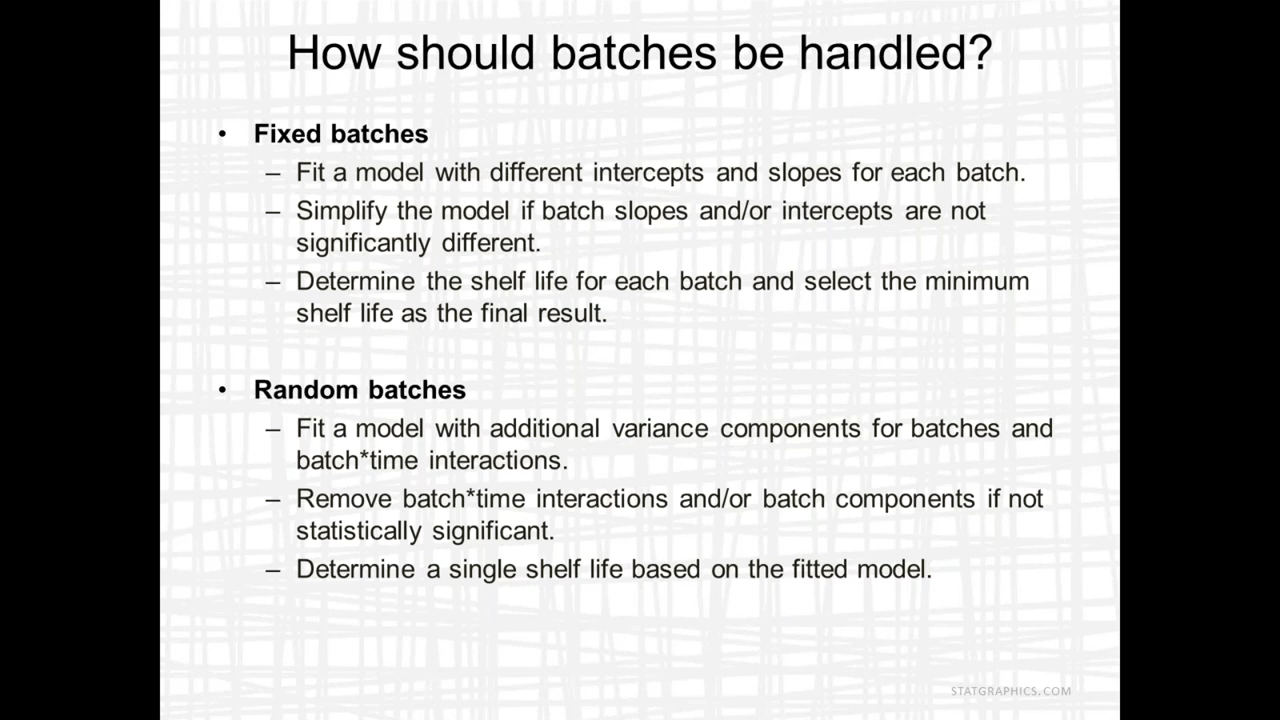 How should batches be handled?
• Fixed batches
– Fit a model with different intercepts and slopes for each batch.
– Simplify the model if batch slopes and/or intercepts are not
significantly different.
– Determine the shelf life for each batch and select the minimum
shelf life as the final result.
• Random batches
– Fit a model with additional variance components for batches and
batch*time interactions.
– Remove batch*time interactions and/or batch components if not
statistically significant.
– Determine a single shelf life based on the fitted model.
STATGRAPHICS.COM